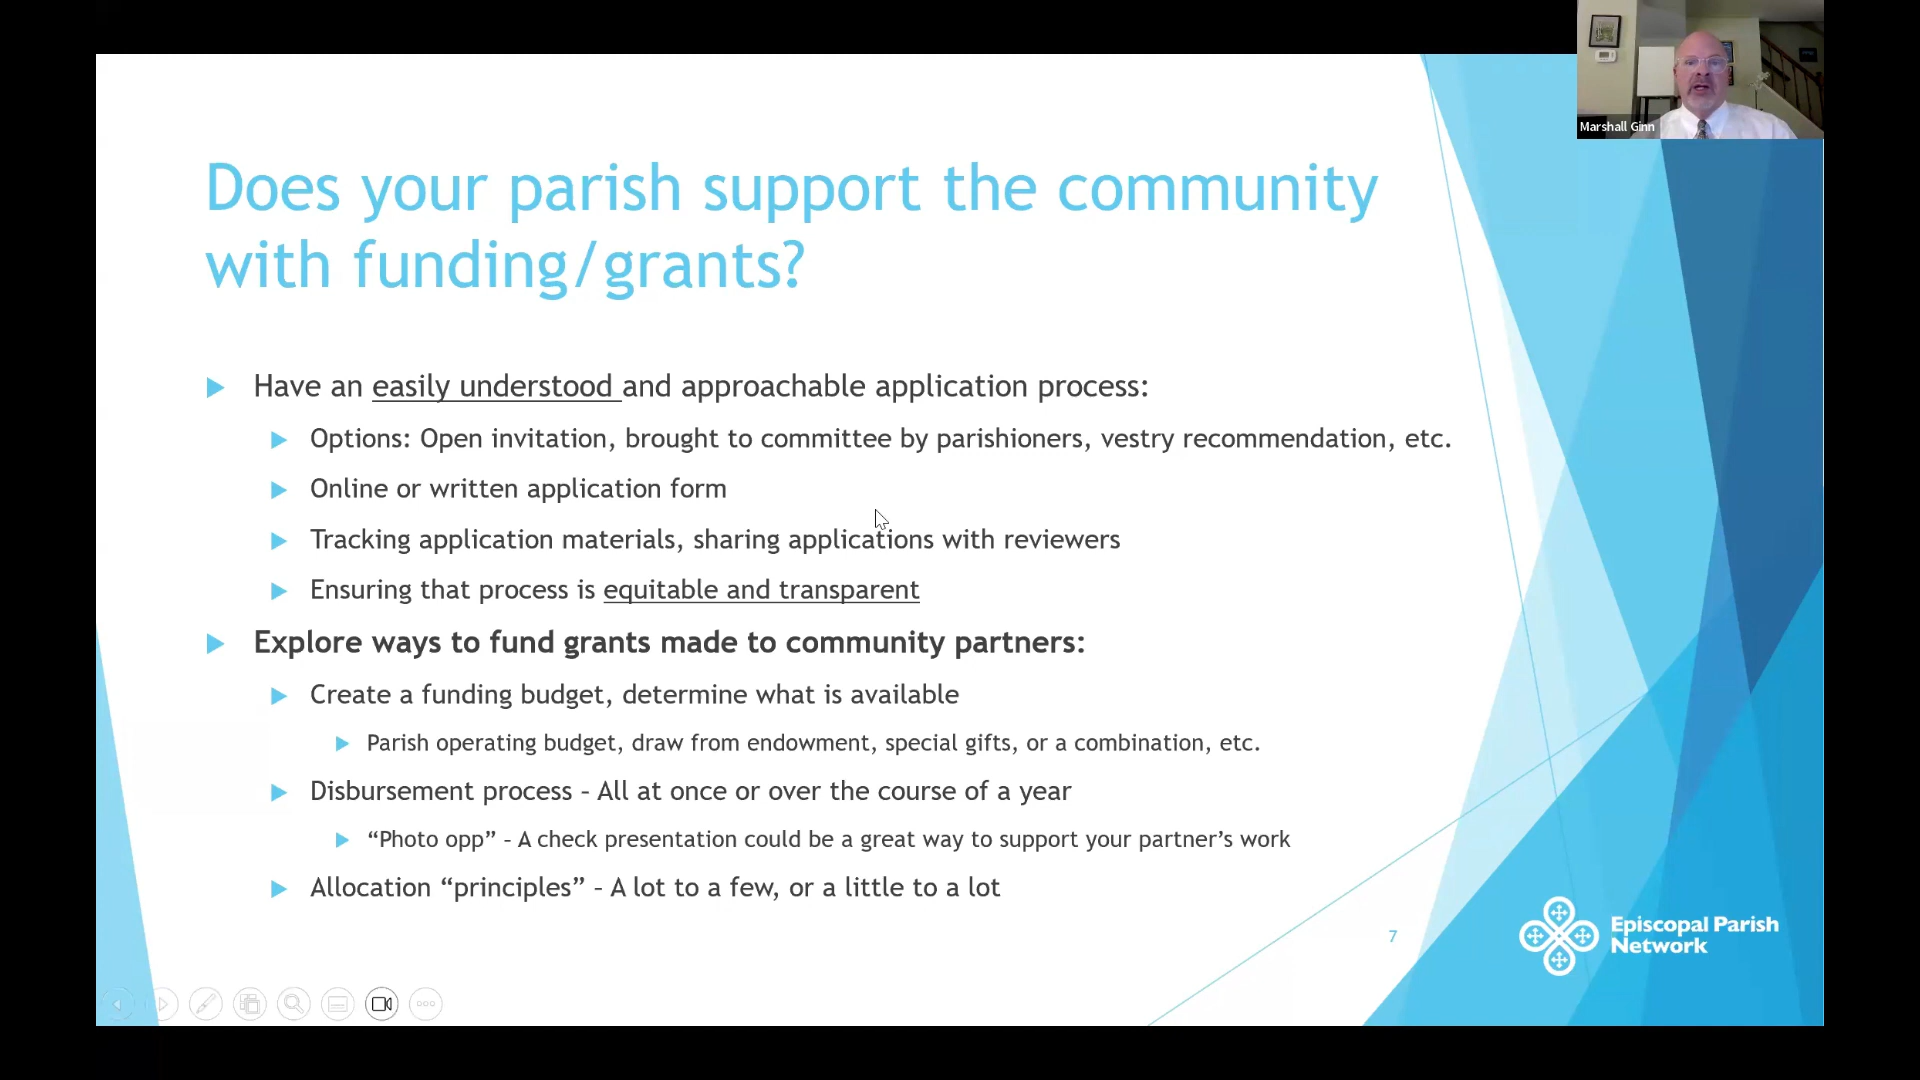 Marshall Ginn
Does your parish support the community
with funding/grants?
Have an easily understood and approachable application process:
Options: Open invitation, brought to committee by parishioners, vestry recommendation, etc.
Online or written application form
Tracking application materials, sharing applications with reviewers
Ensuring that process is equitable and transparent
Explore ways to fund grants made to community partners:
Create a funding budget, determine what is available
Parish operating budget, draw from endowment, special gifts, or a combination, etc.
Disbursement process – All at once or over the course of a year
“Photo opp” – A check presentation could be a great way to support your partner’s work
Allocation “principles” – A lot to a few, or a little to a lot
7
Episcopal Parish
Network